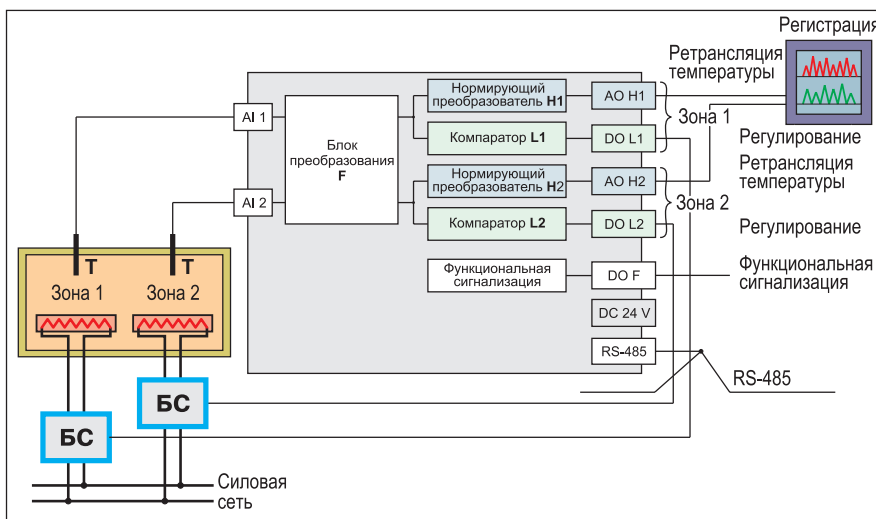 Регистрация
Ретрансляция
температуры
Нормирующий
преобразователь H1
AO H1
Зона 1
AI 1
Компаратор L1
DO L1
Регулирование
Блок
преобразования
F
Нормирующий
преобразователь H2
AO H2
Ретрансляция
температуры
AI 2
Зона 2
Компаратор L2
DO L2
Регулирование
Функциональная
сигнализация
DO F
Функциональная
сигнализация
T
T
Зона 1
Зона 2
DC 24 V
RS-485
RS-485
БС
БС
Силовая
сеть